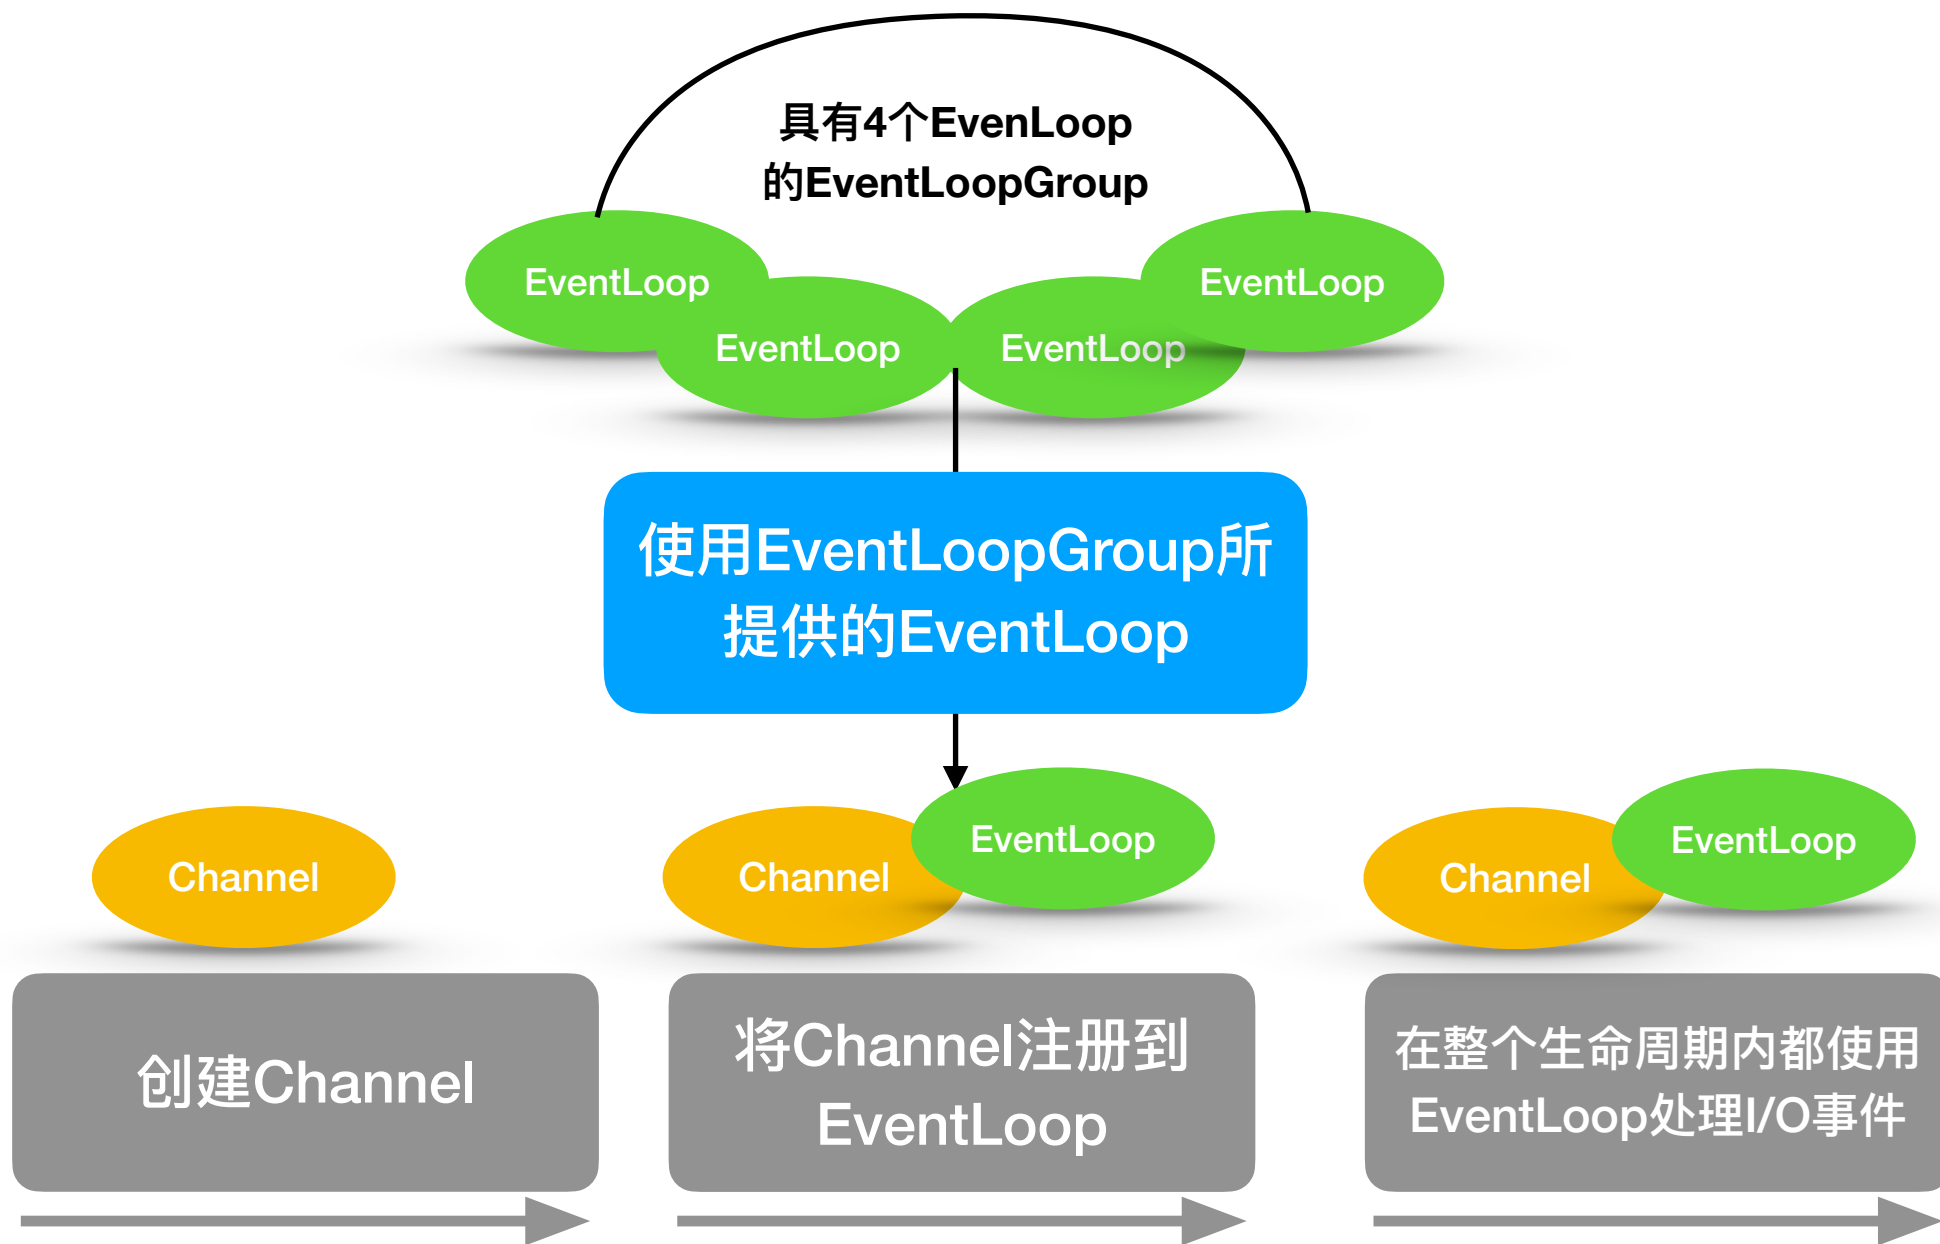 具有4个EvenLoop
的EventLoopGroup
EventLoop
EventLoop
EventLoop
EventLoop
使用EventLoopGroup所
提供的EventLoop
Channel
Channel
EventLoop
Channel
EventLoop
创建Channel
将Channel注册到
EventLoop
在整个生命周期内都使用
EventLoop处理I/O事件